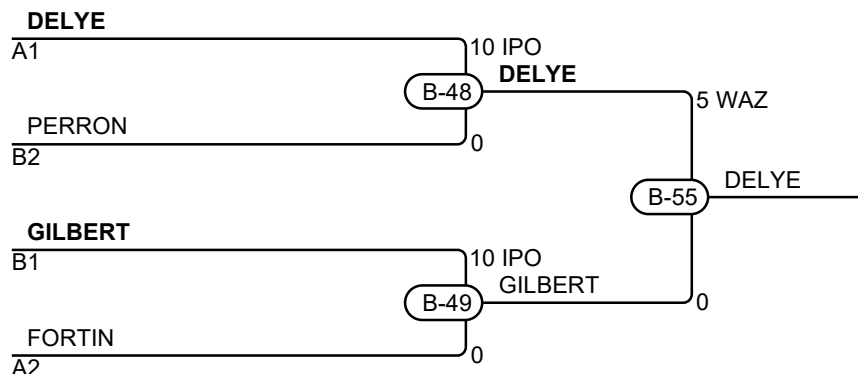 DELYE
A1
10 IPO
DELYE
B-48
5 WAZ
PERRON
B2
0
B-55
DELYE
GILBERT
B1
10 IPO
GILBERT
B-49
0
FORTIN
A2
0